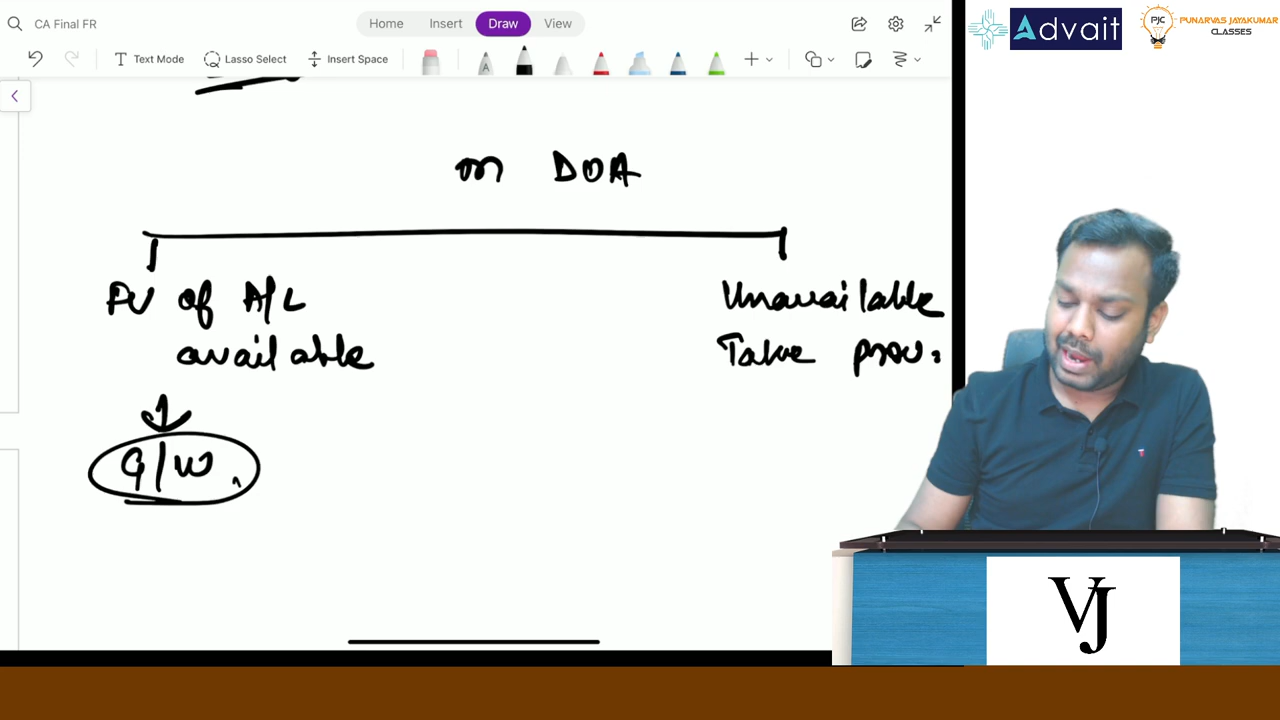 CA Final FR
Home Insert Draw View
Text Mode Lasso Select Insert Space
Advait
PJC
PUNARVAS JAYAKUMAR
CLASSES
on DOA
FV of A/L
available
G/W
Unavailable
Take prov.
VJ